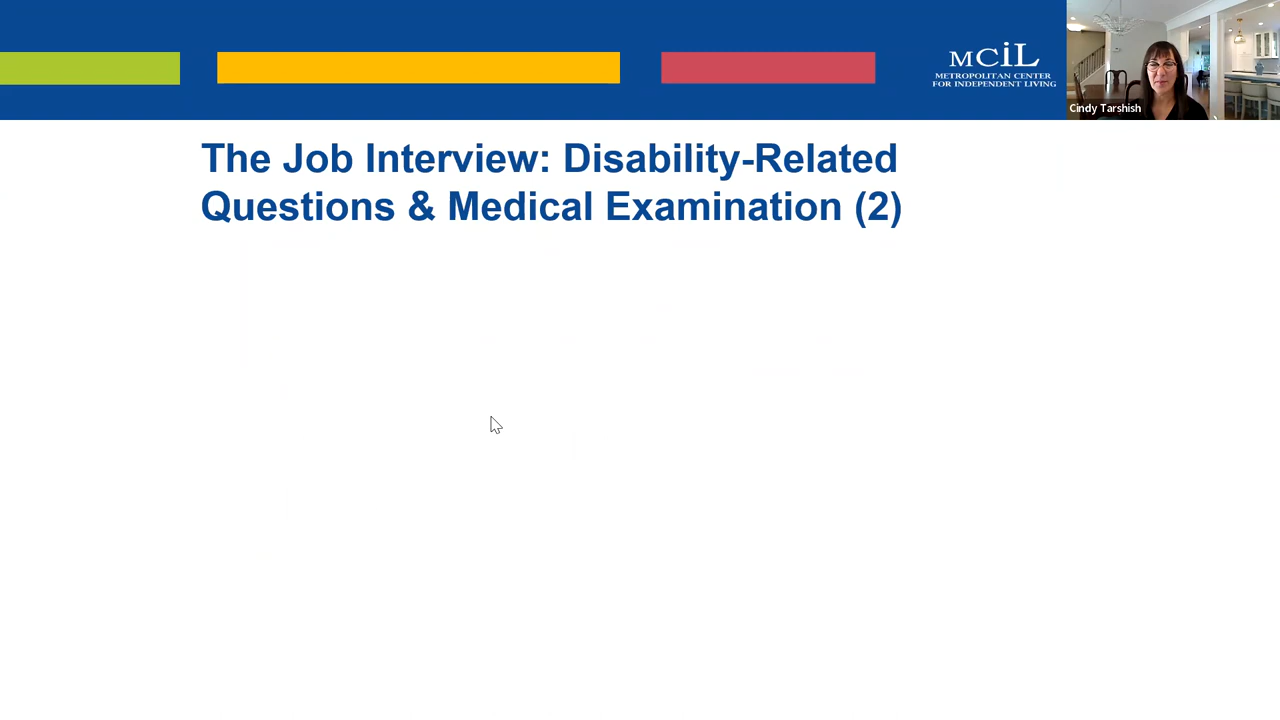 MCiL
METROPOLITAN CENTER
FOR INDEPENDENT LIVING
Cindy Tarshish
The Job Interview: Disability-Related
Questions & Medical Examination (2)